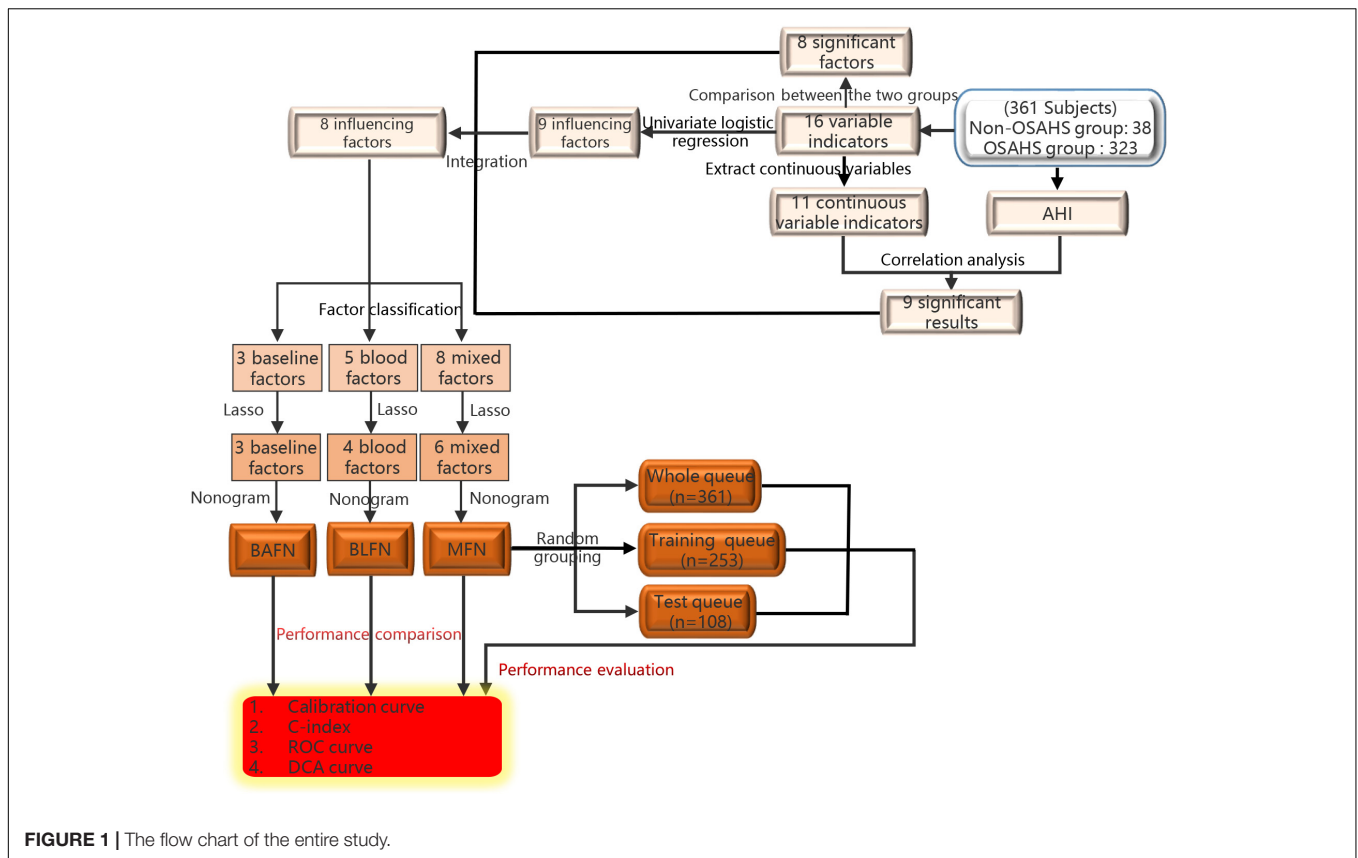 8 significant
factors
Comparison between the two groups
(361 Subjects)
Non-OSAHS group: 38
OSAHS group : 323
8 influencing
factors
Integration
9 influencing
factors
Univariate logistic
regression
16 variable
indicators
Extract continuous variables
11 continuous
variable indicators
AHI
Correlation analysis
9 significant
results
Factor classification
3 baseline
factors
5 blood
factors
8 mixed
factors
Lasso
Lasso
Lasso
3 baseline
factors
4 blood
factors
6 mixed
factors
Nonogram
Nonogram
Nonogram
BAFN
BLFN
MFN
Random
grouping
Whole queue
(n=361)
Training queue
(n=253)
Test queue
(n=108)
Performance comparison
Performance evaluation
1. Calibration curve
2. C-index
3. ROC curve
4. DCA curve
FIGURE 1 | The flow chart of the entire study.